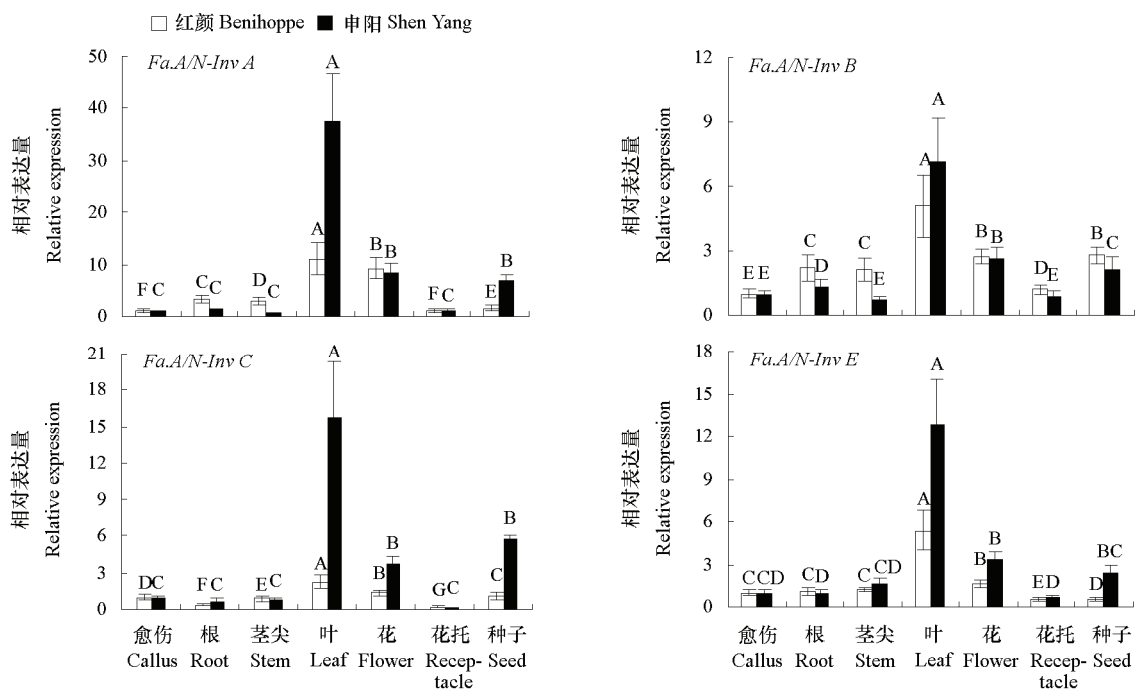 红颜 Benihoppe 申阳 Shen Yang
Fa.A/N-Inv A
相对表达量
Relative expression
50
40
30
20
10
0
F C C C D C A A B B F C E B
Fa.A/N-Inv B
相对表达量
Relative expression
12
9
6
3
0
E E C D C E A A B B D E B C
Fa.A/N-Inv C
相对表达量
Relative expression
21
18
15
12
9
6
3
0
D C F C E C A A B B G C C B
愈伤 根 茎尖 叶 花 花托 种子
Callus Root Stem Leaf Flower Recep- Seed
tacle
Fa.A/N-Inv E
相对表达量
Relative expression
18
15
12
9
6
3
0
C CD C D C CD A A B B E D D BC
愈伤 根 茎尖 叶 花 花托 种子
Callus Root Stem Leaf Flower Recep- Seed
tacle